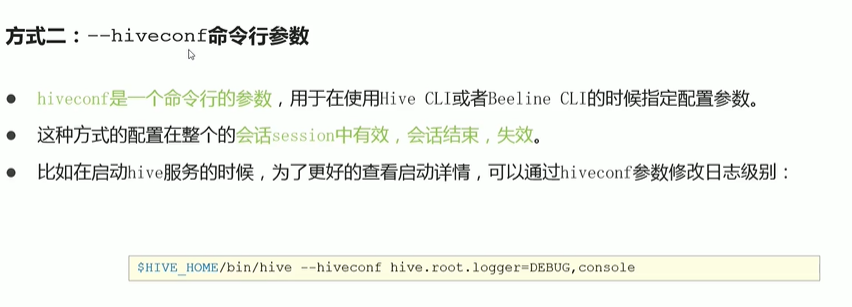 方式二：--hiveconf命令行参数
● hiveconf是一个命令行的参数，用于在使用Hive CLI或者Beeline CLI的时候指定配置参数。
● 这种方式的配置在整个的会话session中有效，会话结束，失效。
● 比如在启动hive服务的时候，为了更好的查看启动详情，可以通过hiveconf参数修改日志级别：
$HIVE_HOME/bin/hive --hiveconf hive.root.logger=DEBUG,console